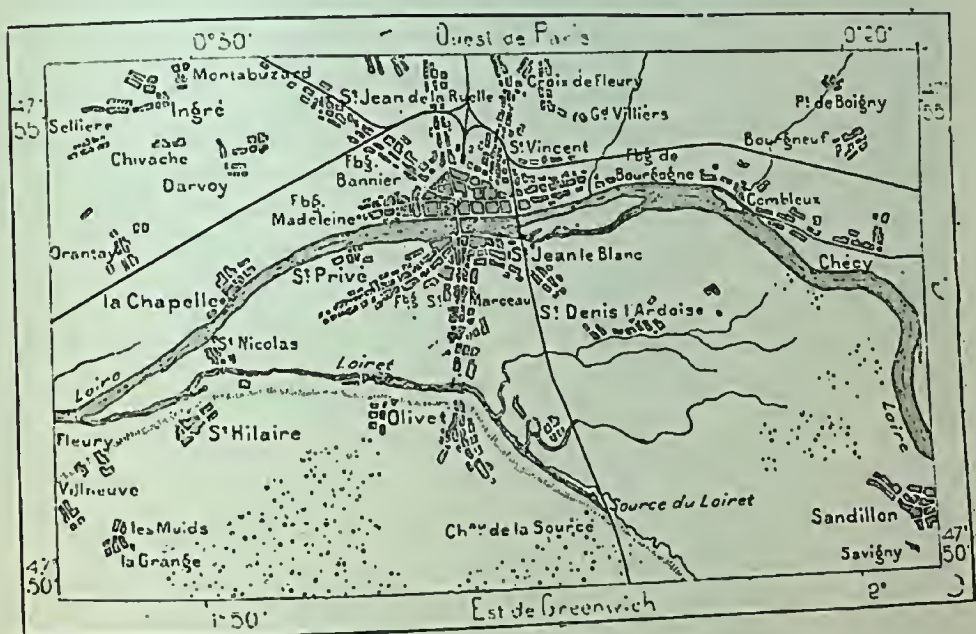 0°30'
Ouest de Paris
0°20'
47°
55'
55'
Montabuzard
Croix de Fleury
Pt. de Boigny
Ingré
St Jean de la Ruelle
Gd Villiers
Sellière
St Vincent
Bourgneuf
Chivache
Fbg.
Bannier
Fbg de
Bourgogne
Darvoy
Combleux
Fbg.
Madeleine
St Privé
St Jean le Blanc
Chécy
la Chapelle
Fbg St Marceau
St Denis l'Ardoise
St Nicolas
Loire
Loiret
Loire
Fleury
St Hilaire
Olivet
Villneuve
Source du Loiret
Sandillon
les Muids
Chau de la Source
la Grange
Savigny
47°
50'
47°
50'
1°50'
Est de Greenwich
2°